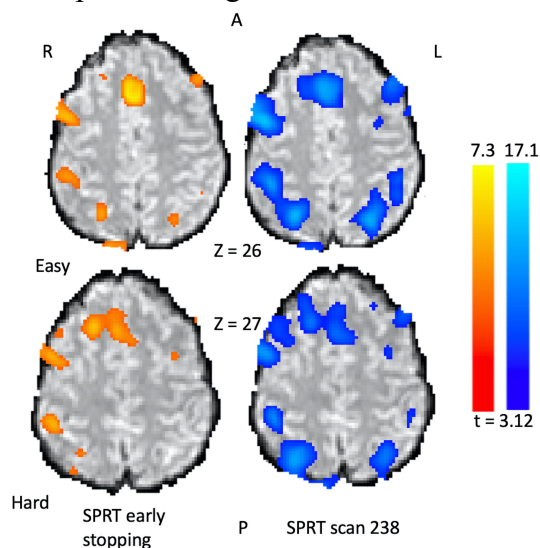 A
R
L
7.3 17.1
Z = 26
Easy
Z = 27
t = 3.12
Hard
SPRT early
stopping
P
SPRT scan 238